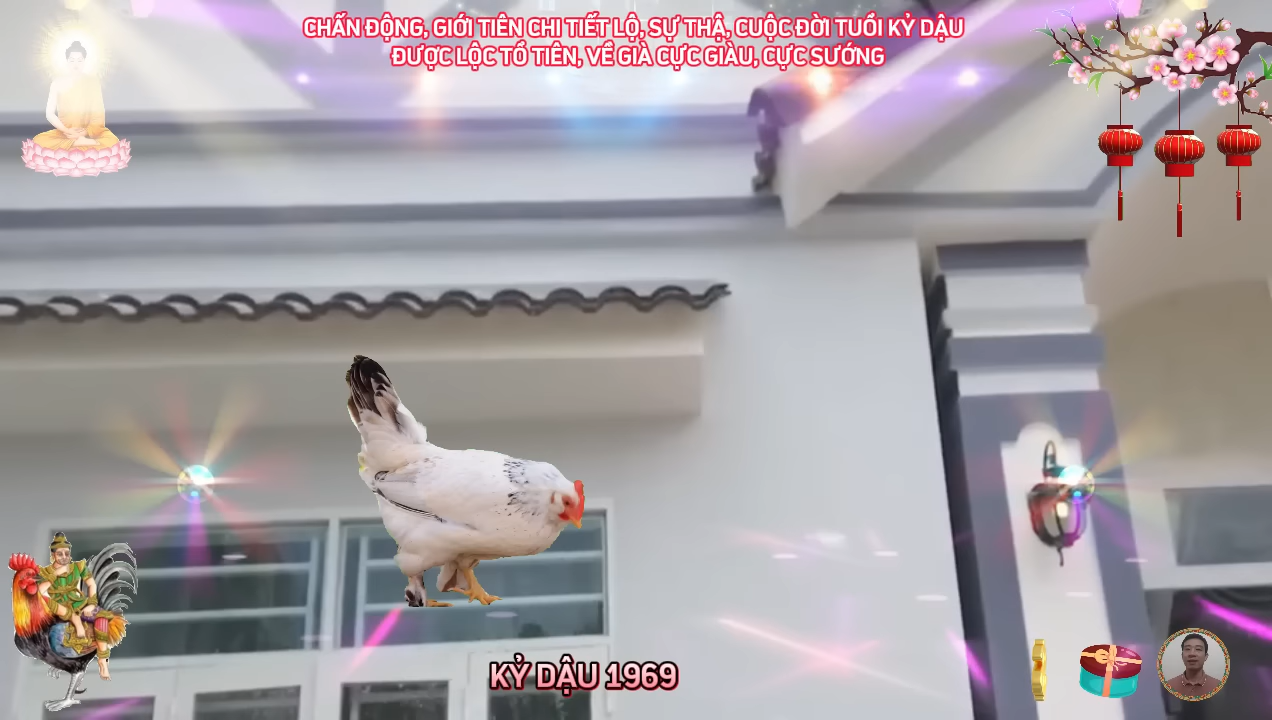 CHẤN ĐỘNG, GIỚI TIÊN CHI TIẾT LỘ, SỰ THẬ, CUỘC ĐỜI TUỔI KỶ DẬU
ĐƯỢC LỘC TỔ TIÊN, VỀ GIÀ CỰC GIÀU, CỰC SƯỚNG
KỶ DẬU 1969